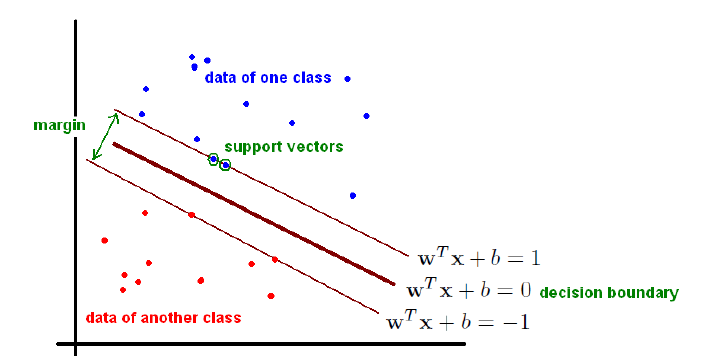 data of one class
margin
support vectors
w^T x + b = 1
w^T x + b = 0 decision boundary
w^T x + b = −1
data of another class